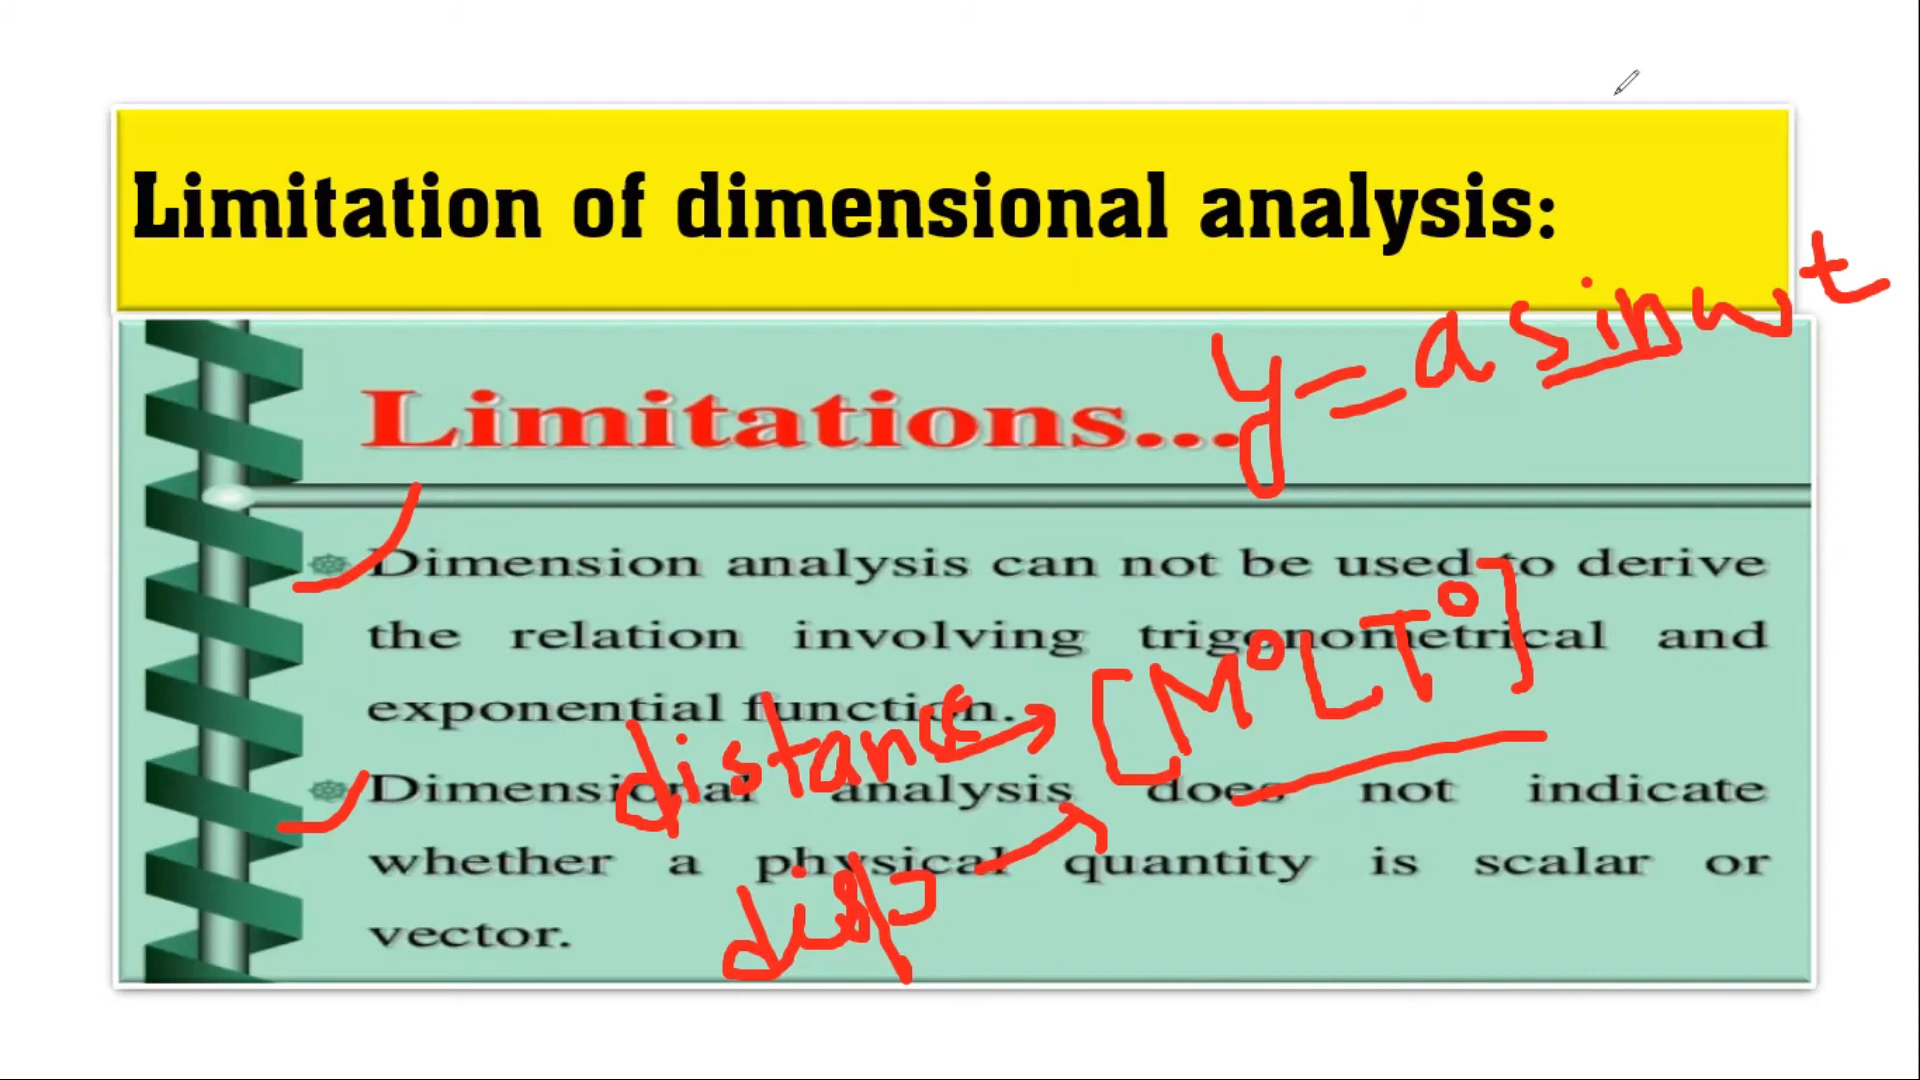 Limitation of dimensional analysis:
y = a sin wt
Limitations...
Dimension analysis can not be used to derive
the relation involving trigonometrical and
exponential function.
distance → [M⁰LT⁰]
Dimensional analysis does not indicate
whether a physical quantity is scalar or
disp →
vector.